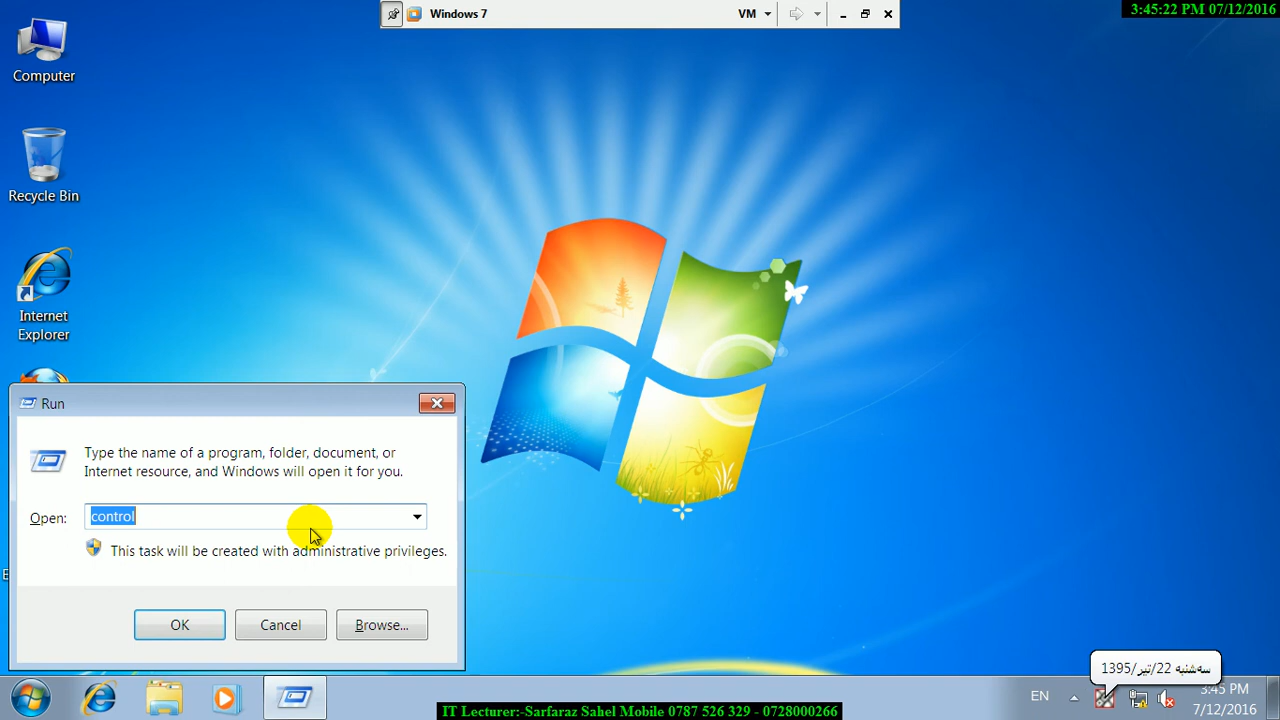 Windows 7
VM
3:45:22 PM 07/12/2016
Computer
Recycle Bin
Internet
Explorer
Run
Type the name of a program, folder, document, or
Internet resource, and Windows will open it for you.
Open:
control
This task will be created with administrative privileges.
OK
Cancel
Browse...
سه‌شنبه 22/تیر/1395
EN
3:45 PM
7/12/2016
IT Lecturer:-Sarfaraz Sahel Mobile 0787 526 329 - 0728000266